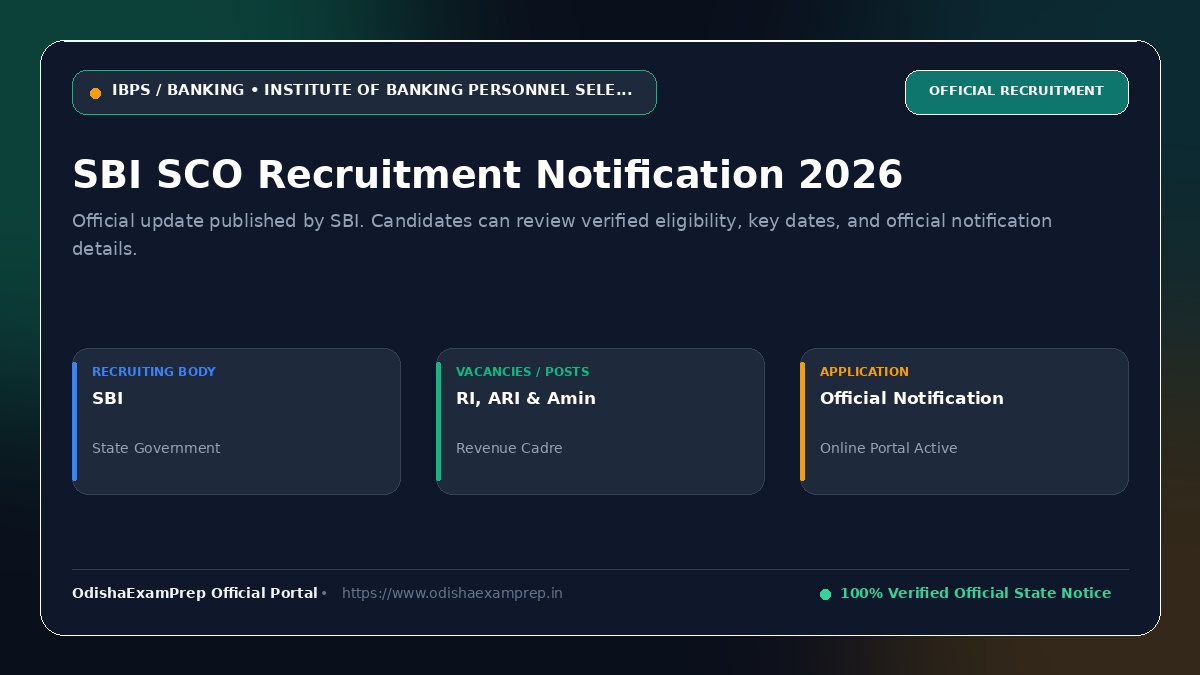 IBPS / BANKING • INSTITUTE OF BANKING PERSONNEL SELE...
OFFICIAL RECRUITMENT
SBI SCO Recruitment Notification 2026
Official update published by SBI. Candidates can review verified eligibility, key dates, and official notification
details.
RECRUITING BODY
SBI
State Government
VACANCIES / POSTS
RI, ARI & Amin
Revenue Cadre
APPLICATION
Official Notification
Online Portal Active
OdishaExamPrep Official Portal • https://www.odishaexamprep.in
100% Verified Official State Notice